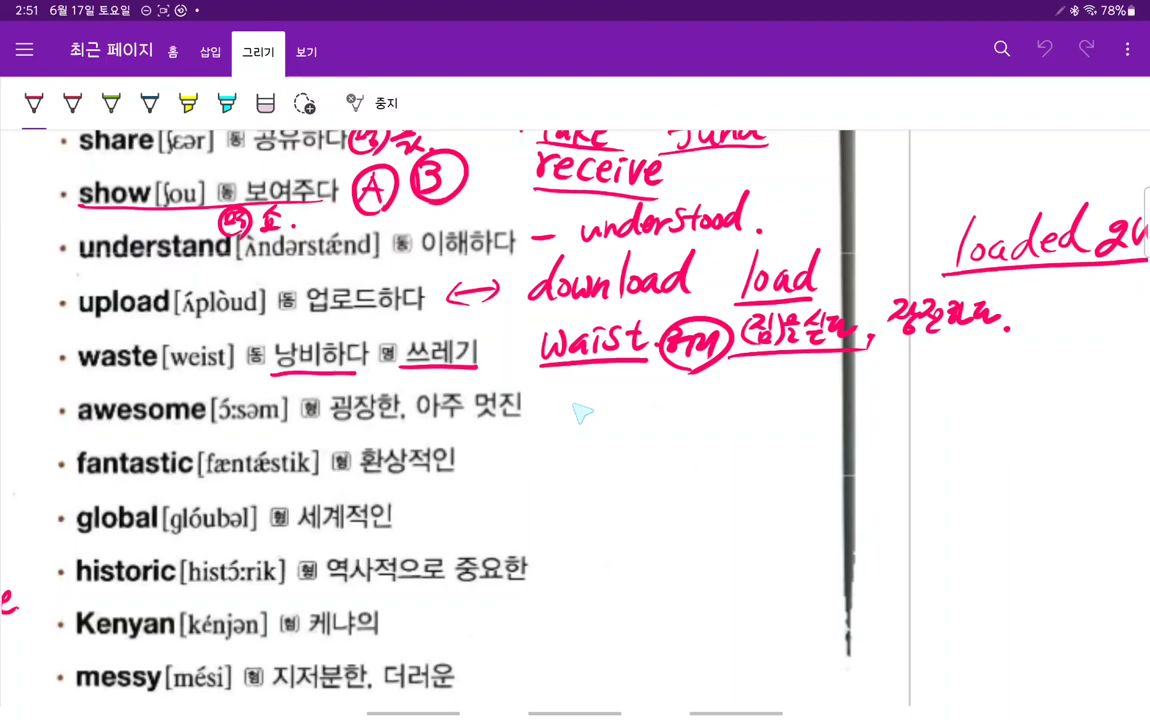 2:51 6월 17일 토요일 78%
최근 페이지 홈 삽입 그리기 보기
중지
• share[ʃɛər] 동 공유하다 명
take
receive
• show[ʃou] 동 보여주다 A B
명 쇼.
• understand[ʌ̀ndərstǽnd] 동 이해하다 – understood.
• upload[ʌ́plòud] 동 업로드하다 ↔ download load
loaded
(짐)을 싣다, 장전하다.
• waste[weist] 동 낭비하다 명 쓰레기 waist.
• awesome[ɔ́ːsəm] 형 굉장한, 아주 멋진
• fantastic[fæntǽstik] 형 환상적인
• global[ɡlóubəl] 형 세계적인
• historic[histɔ́ːrik] 형 역사적으로 중요한
• Kenyan[kénjən] 형 케냐의
• messy[mési] 형 지저분한, 더러운